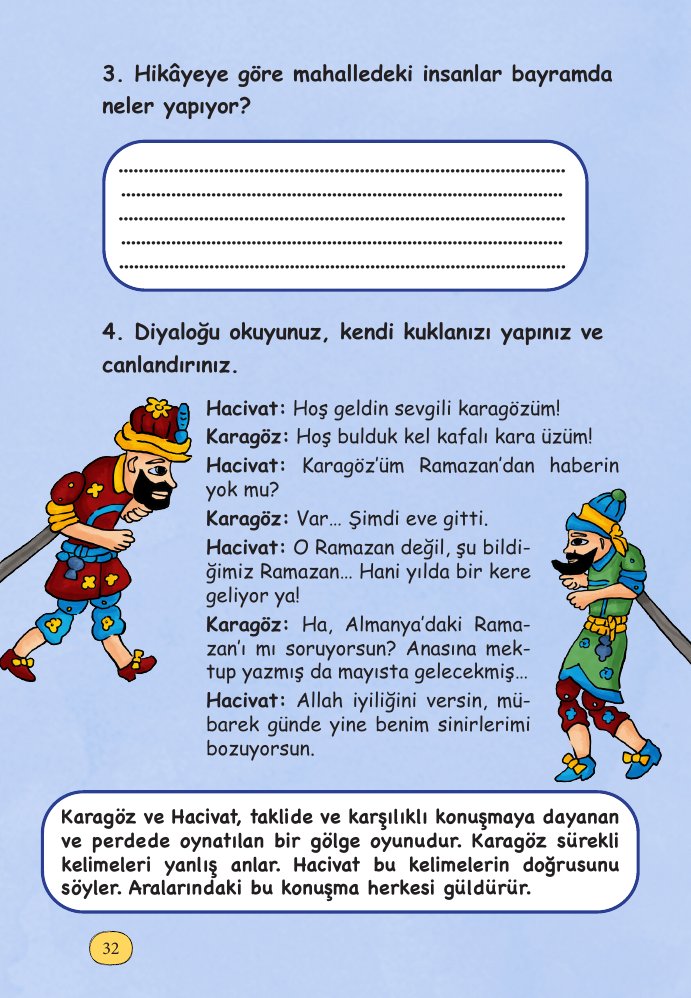 3. Hikâyeye göre mahalledeki insanlar bayramda
neler yapıyor?
4. Diyaloğu okuyunuz, kendi kuklanızı yapınız ve
canlandırınız.
Hacivat: Hoş geldin sevgili karagözüm!
Karagöz: Hoş bulduk kel kafalı kara üzüm!
Hacivat: Karagöz’üm Ramazan’dan haberin
yok mu?
Karagöz: Var... Şimdi eve gitti.
Hacivat: O Ramazan değil, şu bildi-
ğimiz Ramazan... Hani yılda bir kere
geliyor ya!
Karagöz: Ha, Almanya’daki Rama-
zan’ı mı soruyorsun? Anasına mek-
tup yazmış da mayısta gelecekmiş...
Hacivat: Allah iyiliğini versin, mü-
barek günde yine benim sinirlerimi
bozuyorsun.
Karagöz ve Hacivat, taklide ve karşılıklı konuşmaya dayanan
ve perdede oynatılan bir gölge oyunudur. Karagöz sürekli
kelimeleri yanlış anlar. Hacivat bu kelimelerin doğrusunu
söyler. Aralarındaki bu konuşma herkesi güldürür.
32